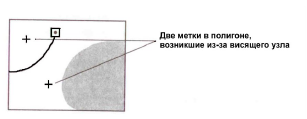 Две метки в полигоне,
возникшие из-за висящего узла